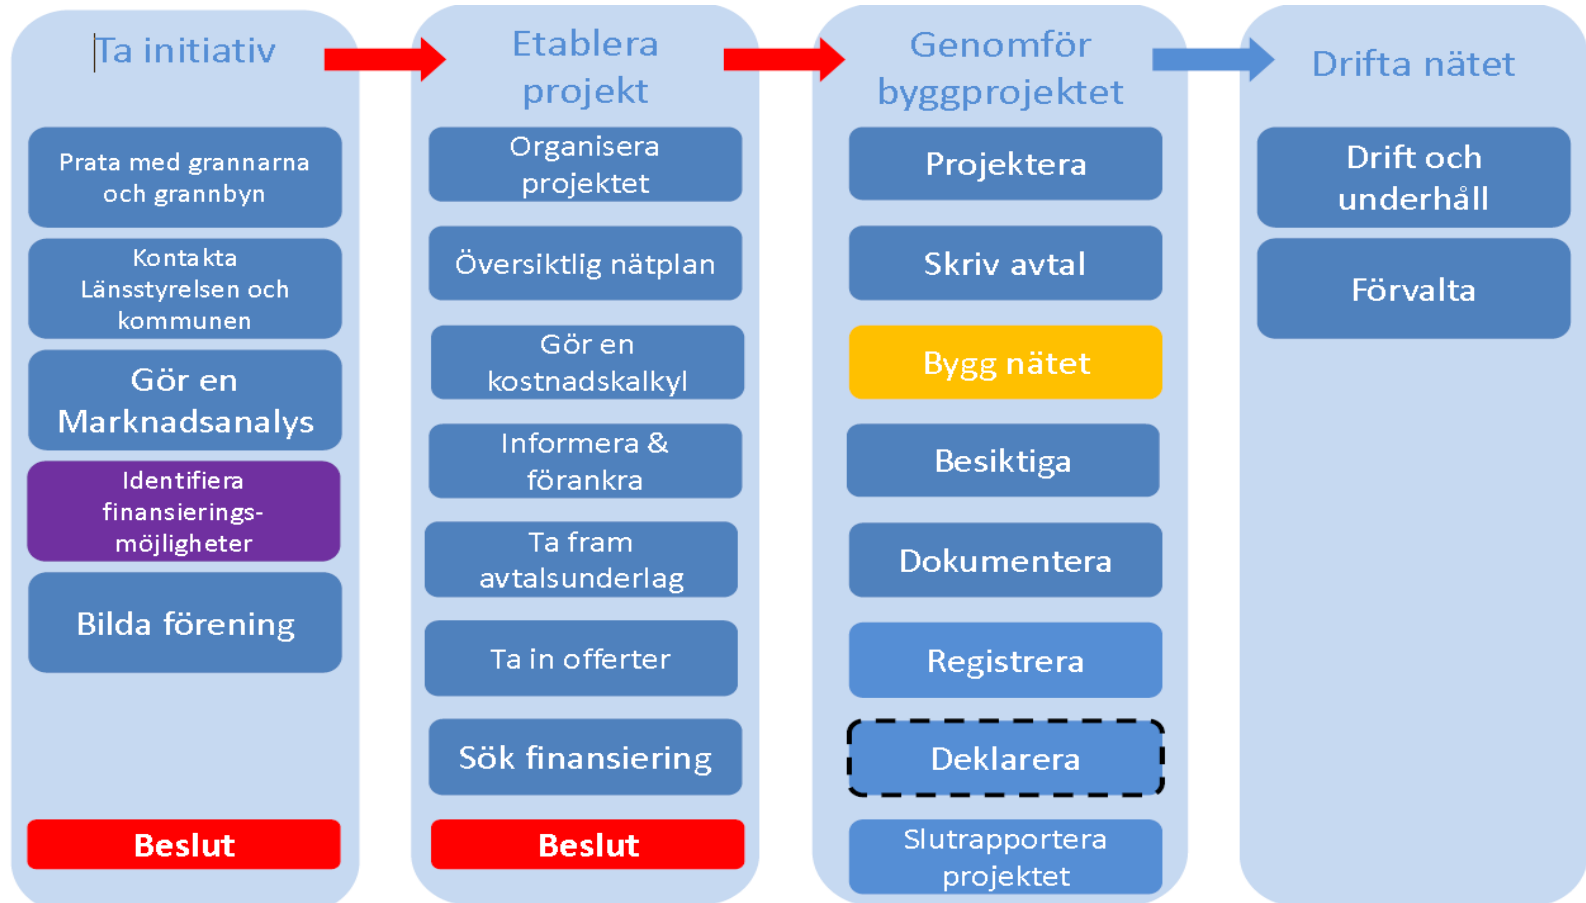 Ta initiativ
Prata med grannarna
och grannbyn
Kontakta
Länsstyrelsen och
kommunen
Gör en
Marknadsanalys
Identifiera
finansierings-
möjligheter
Bilda förening
Beslut
Etablera
projekt
Organisera
projektet
Översiktlig nätplan
Gör en
kostnadskalkyl
Informera &
förankra
Ta fram
avtalsunderlag
Ta in offerter
Sök finansiering
Beslut
Genomför
byggprojektet
Projektera
Skriv avtal
Bygg nätet
Besiktiga
Dokumentera
Registrera
Deklarera
Slutrapportera
projektet
Drifta nätet
Drift och
underhåll
Förvalta